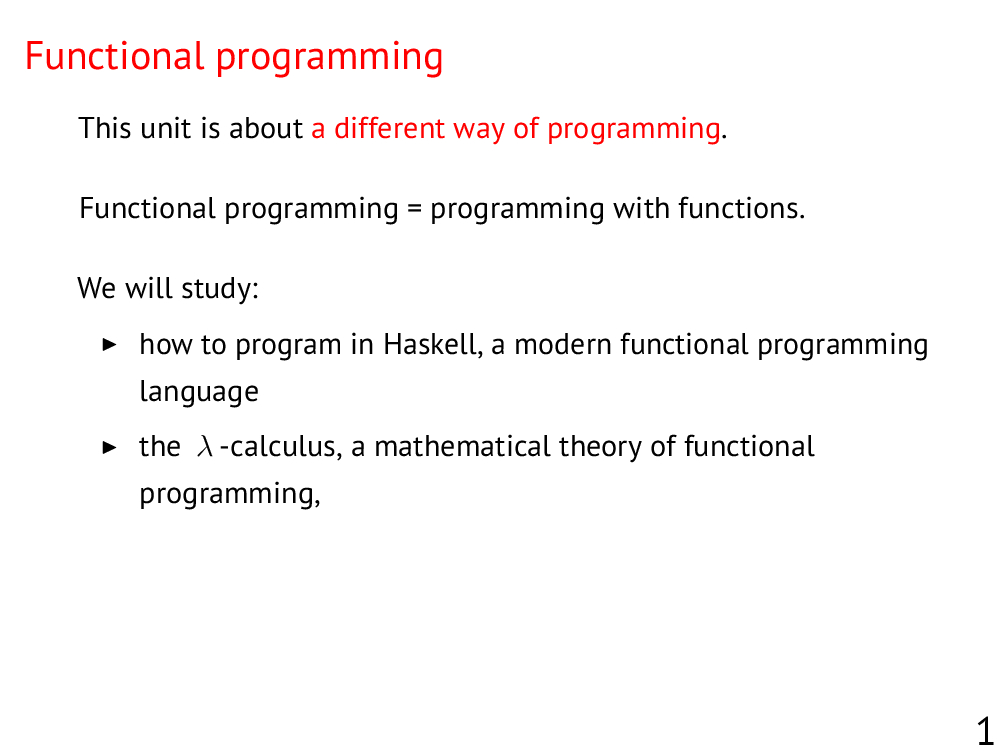 Functional programming
This unit is about a different way of programming.
Functional programming = programming with functions.
We will study:
▶ how to program in Haskell, a modern functional programming
language
▶ the λ-calculus, a mathematical theory of functional
programming,
1